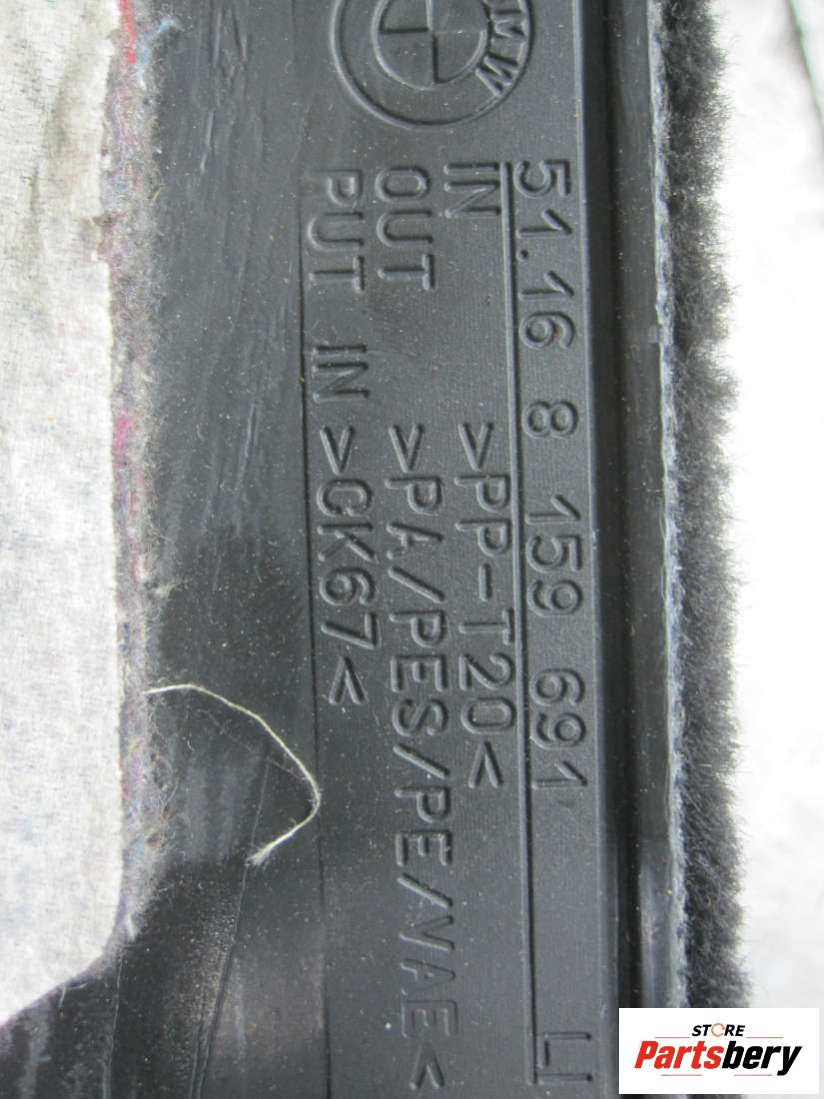 BMW
51.16 8 159 691 LI
IN >PP-T20<
OUT >PA/PES/PE/VAE<
PUT IN >CK67<
STORE
Partsbery